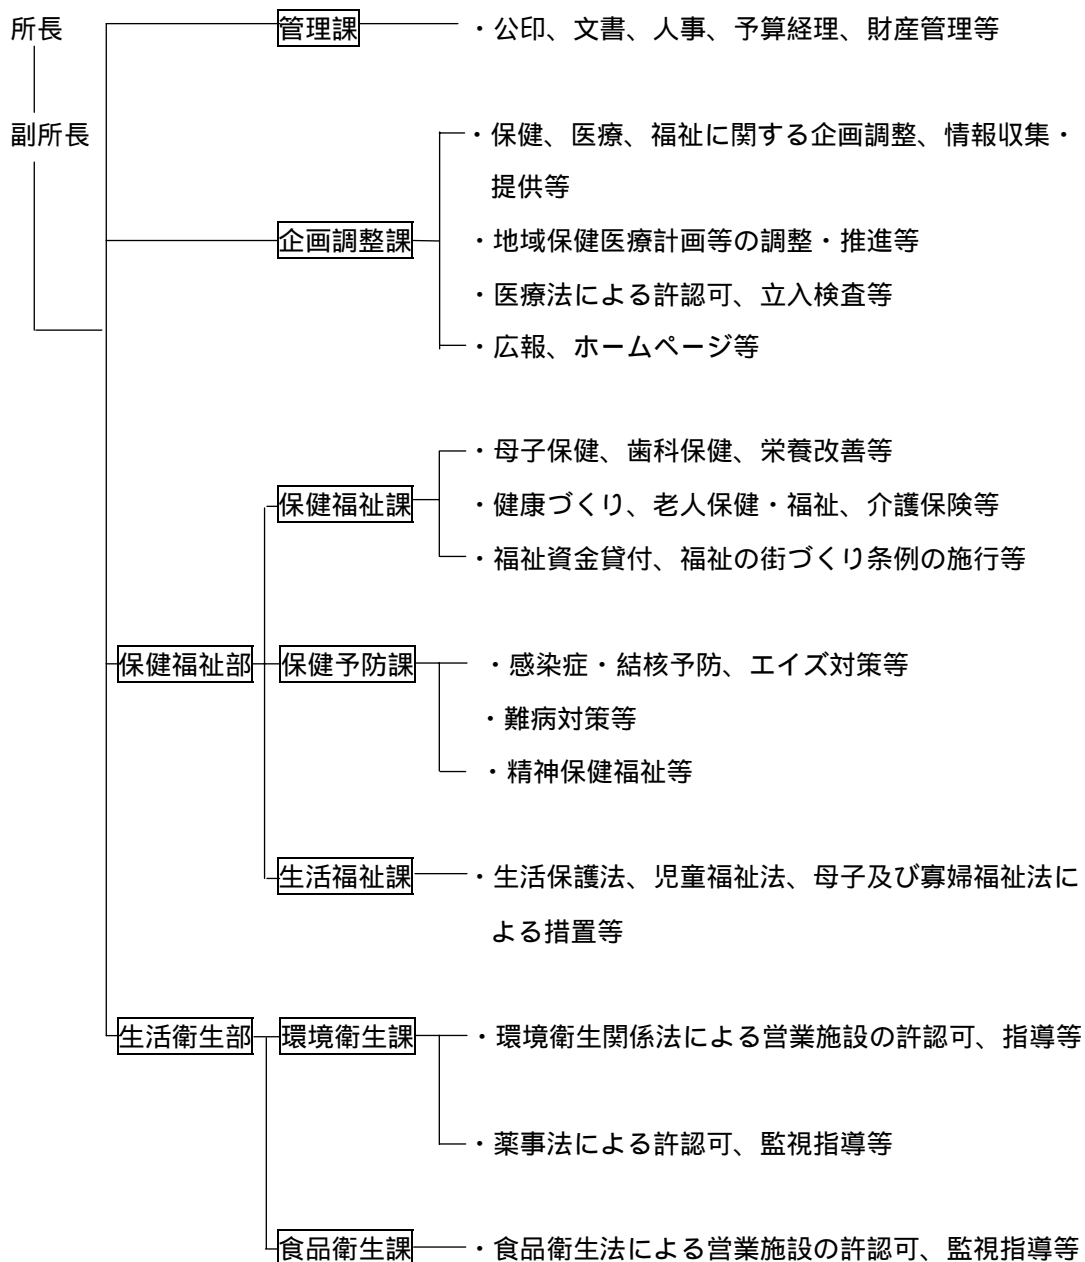 所長
管理課
・公印、文書、人事、予算経理、財産管理等
副所長
・保健、医療、福祉に関する企画調整、情報収集・
提供等
企画調整課
・地域保健医療計画等の調整・推進等
・医療法による許認可、立入検査等
・広報、ホームページ等
・母子保健、歯科保健、栄養改善等
保健福祉課
・健康づくり、老人保健・福祉、介護保険等
・福祉資金貸付、福祉の街づくり条例の施行等
保健福祉部
保健予防課
・感染症・結核予防、エイズ対策等
・難病対策等
・精神保健福祉等
生活福祉課
・生活保護法、児童福祉法、母子及び寡婦福祉法に
よる措置等
生活衛生部
環境衛生課
・環境衛生関係法による営業施設の許認可、指導等
・薬事法による許認可、監視指導等
食品衛生課
・食品衛生法による営業施設の許認可、監視指導等